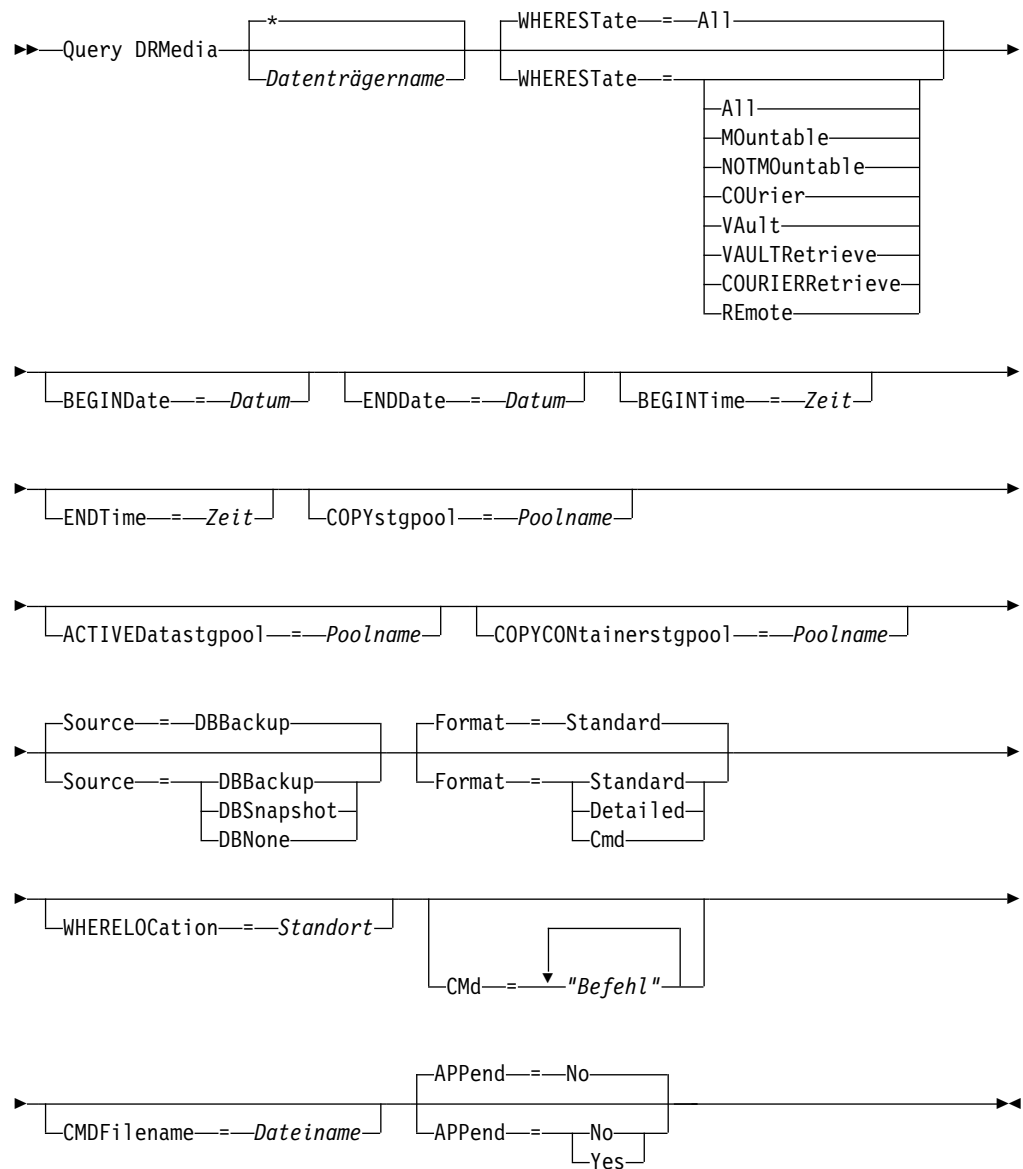 * WHERESTate = All
Query DRMedia
Datenträgername WHERESTate =
All
MOuntable
NOTMOuntable
COUrier
VAult
VAULTRetrieve
COURIERRetrieve
REmote
BEGINDate = Datum ENDDate = Datum BEGINTime = Zeit
ENDTime = Zeit COPYstgpool = Poolname
ACTIVEDatastgpool = Poolname COPYCONtainerstgpool = Poolname
Source = DBBackup Format = Standard
Source = DBBackup Format = Standard
DBSnapshot Detailed
DBNone Cmd
WHERELOCation = Standort
CMd = "Befehl"
APPend = No
CMDFilename = Dateiname APPend = No
Yes